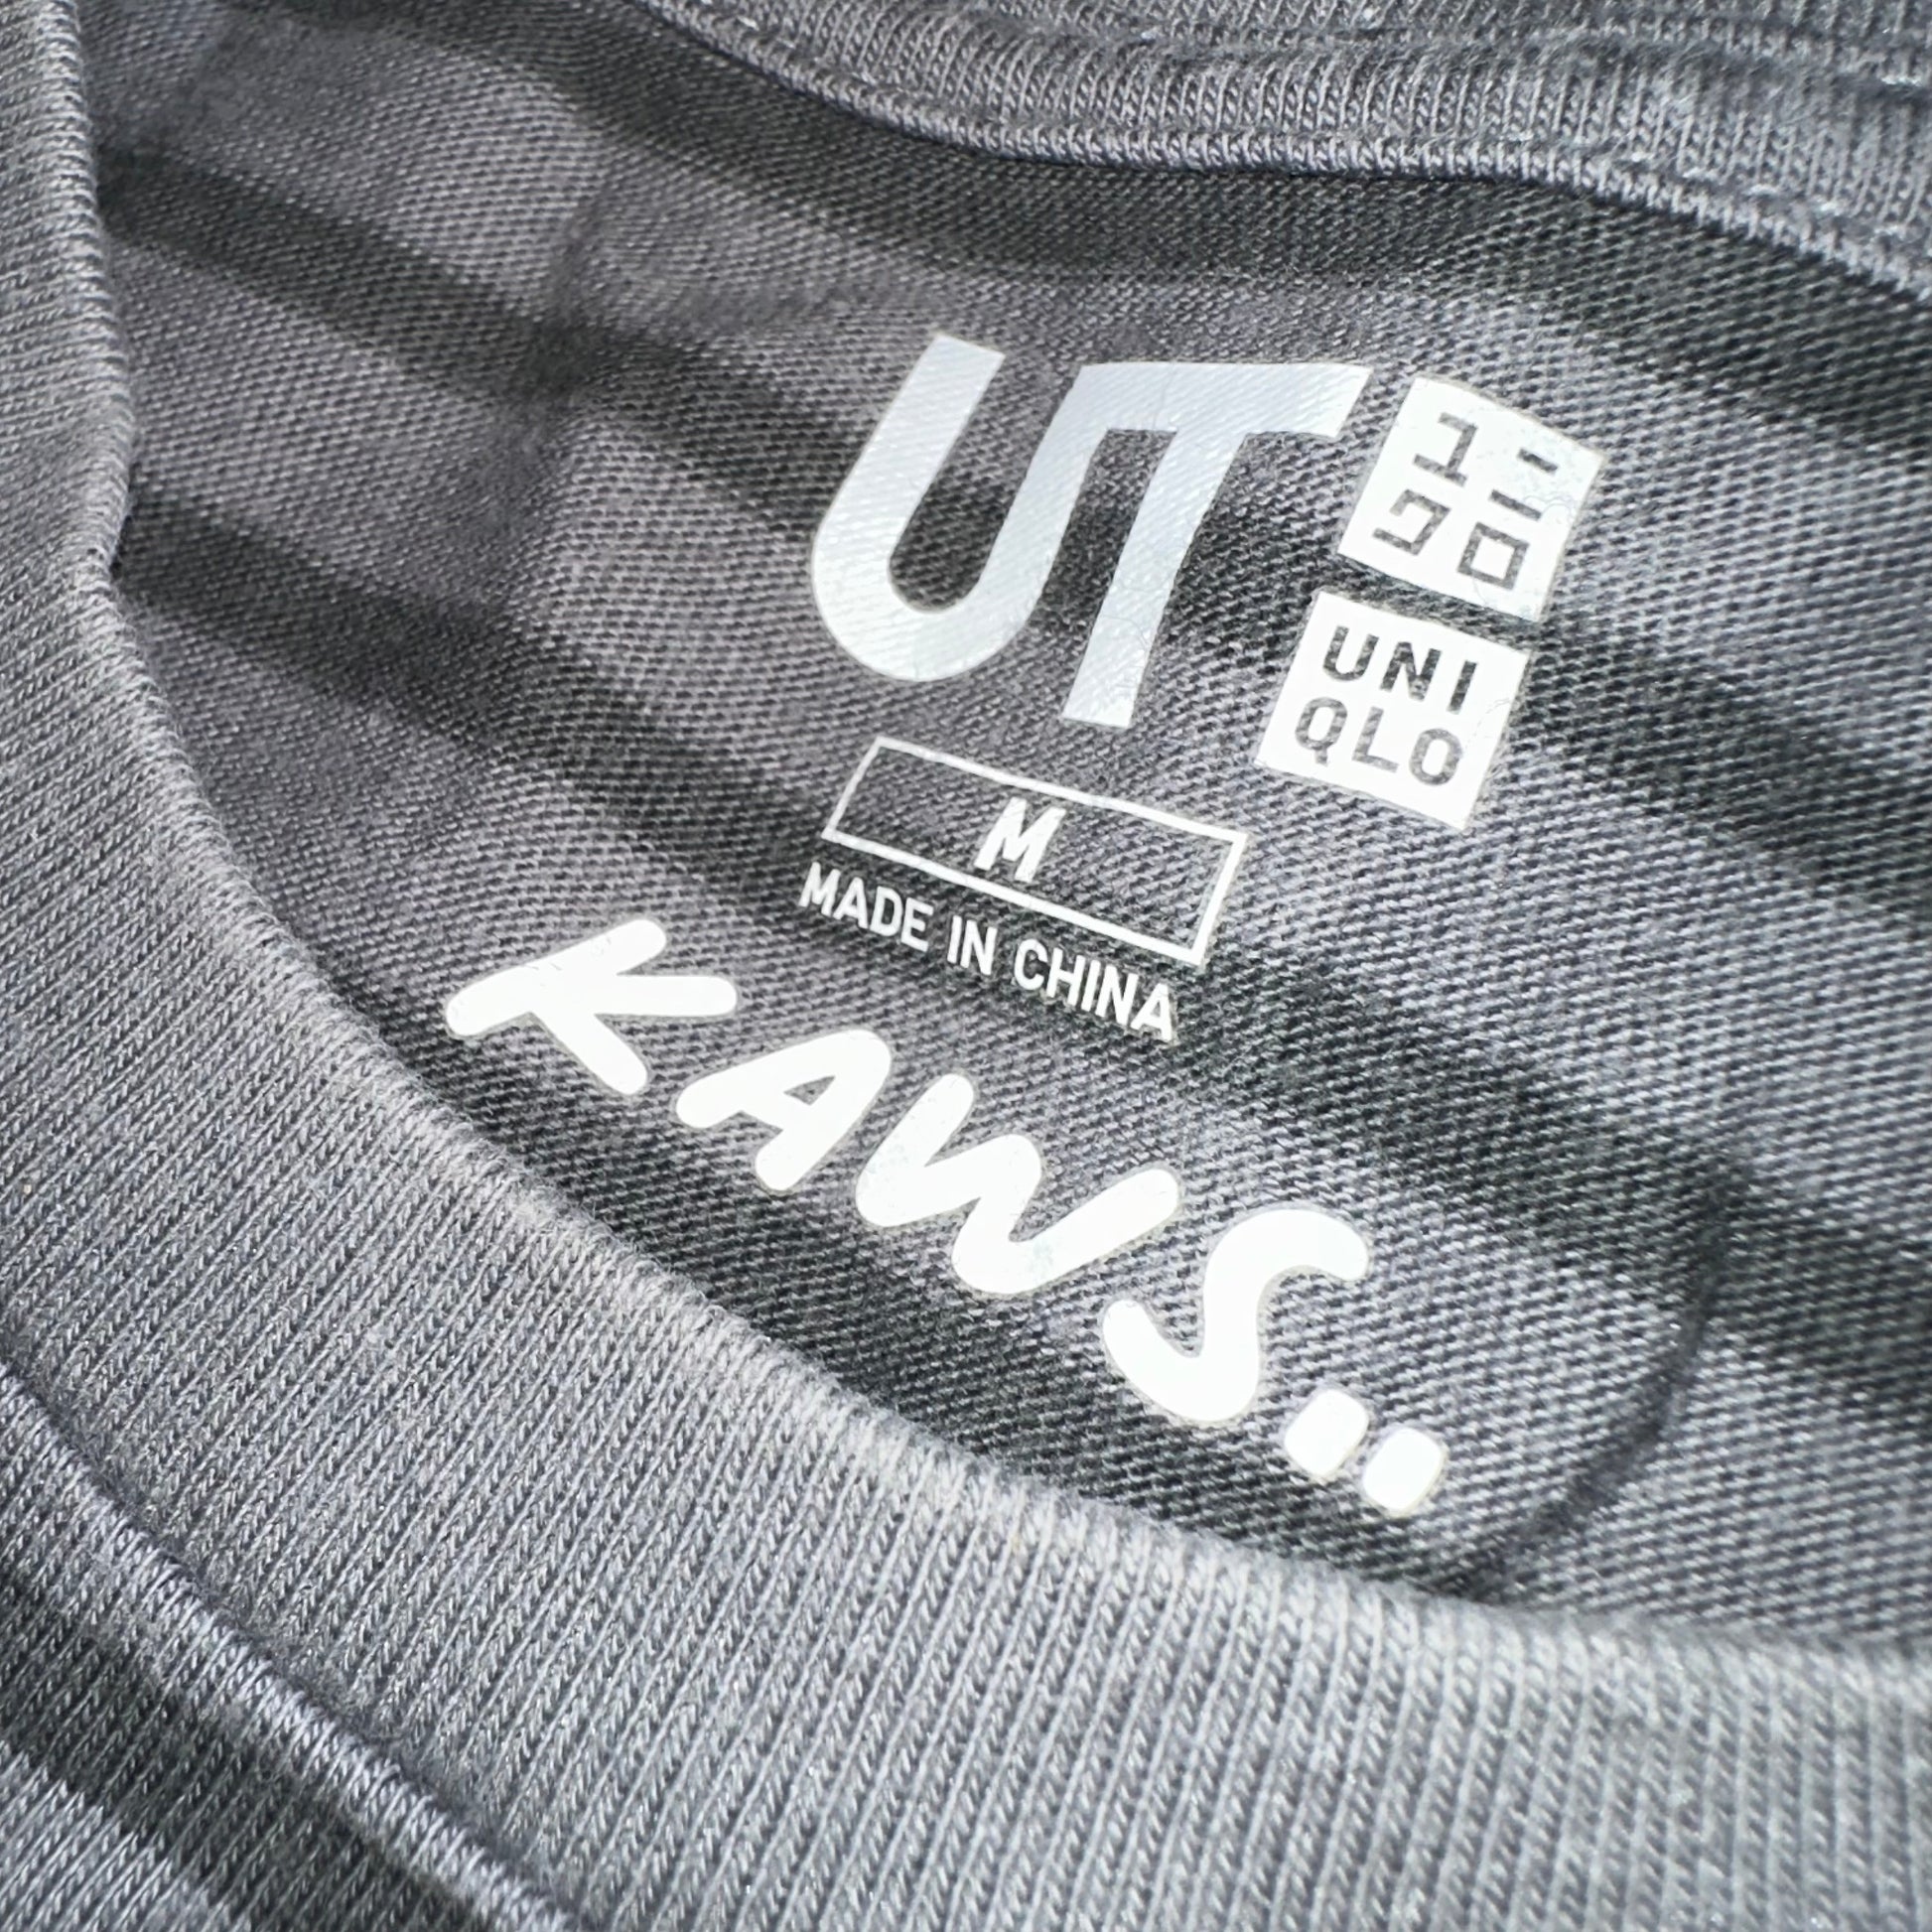 UT
ユニ
クロ
UNI
QLO
M
MADE IN CHINA
KAWS..